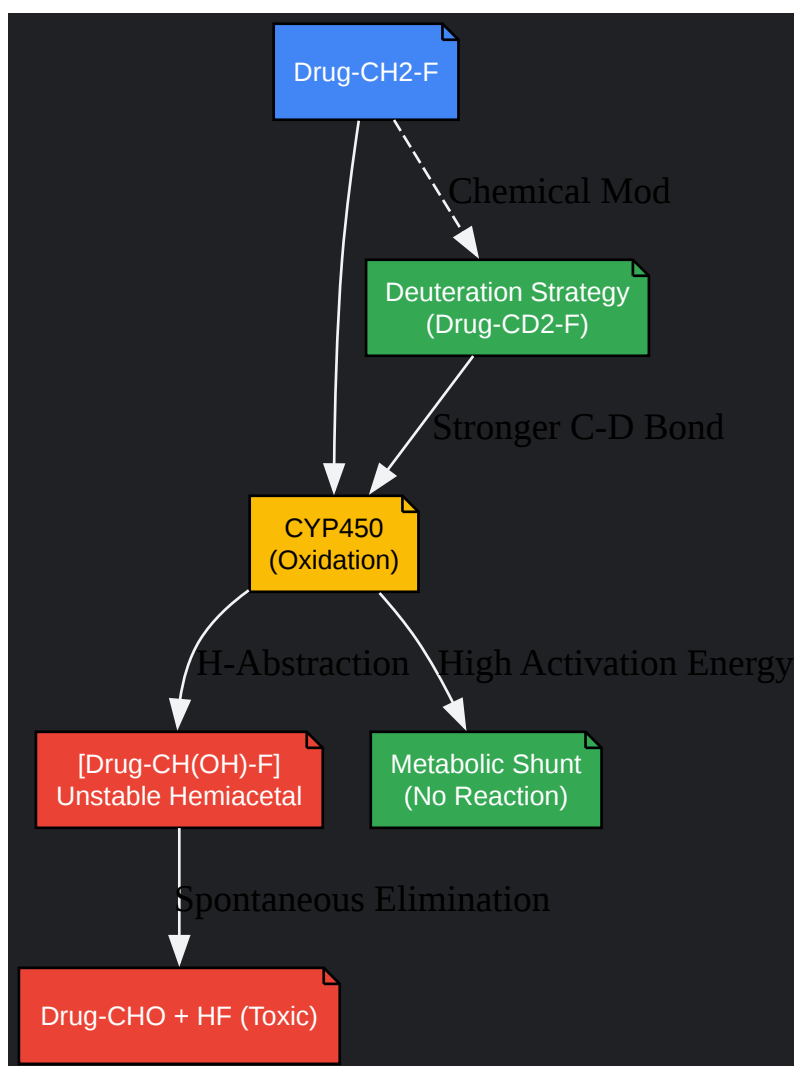 Drug-CH2-F
Chemical Mod
Deuteration Strategy
(Drug-CD2-F)
Stronger C-D Bond
CYP450
(Oxidation)
H-Abstraction
High Activation Energy
[Drug-CH(OH)-F]
Unstable Hemiacetal
Metabolic Shunt
(No Reaction)
Spontaneous Elimination
Drug-CHO + HF (Toxic)